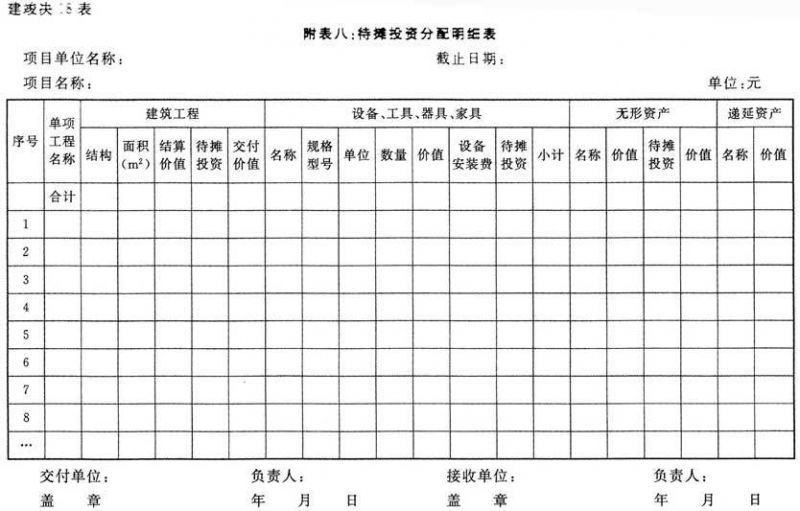 建竣决 18 表
附表八：待摊投资分配明细表
项目单位名称： 截止日期：
项目名称： 单位：元
序号 单项工程名称 建筑工程 设备、工具、器具、家具 无形资产 递延资产
结构 面积(m²) 结算价值 待摊投资 交付价值 名称 规格型号 单位 数量 价值 设备安装费 待摊投资 小计 名称 价值 待摊投资 价值 名称 价值
合计
1
2
3
4
5
6
7
8
…
交付单位： 负责人： 接收单位： 负责人：
盖 章 年 月 日 盖 章 年 月 日